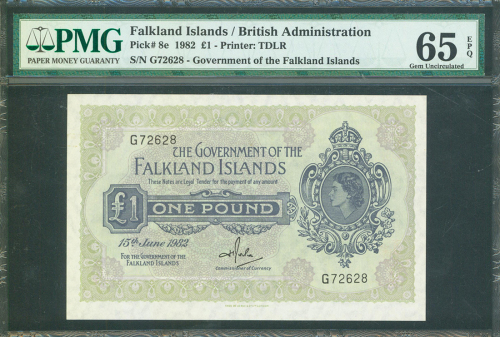 PMG
PAPER MONEY GUARANTY
Falkland Islands / British Administration
Pick# 8e 1982 £1 - Printer: TDLR
S/N G72628 - Government of the Falkland Islands
65 EPQ
Gem Uncirculated
G72628
THE GOVERNMENT OF THE
FALKLAND ISLANDS
These Notes are Legal Tender for the payment of any amount
£1 ONE POUND
15th June 1982
FOR THE GOVERNMENT OF THE
FALKLAND ISLANDS
Commissioner of Currency
G72628